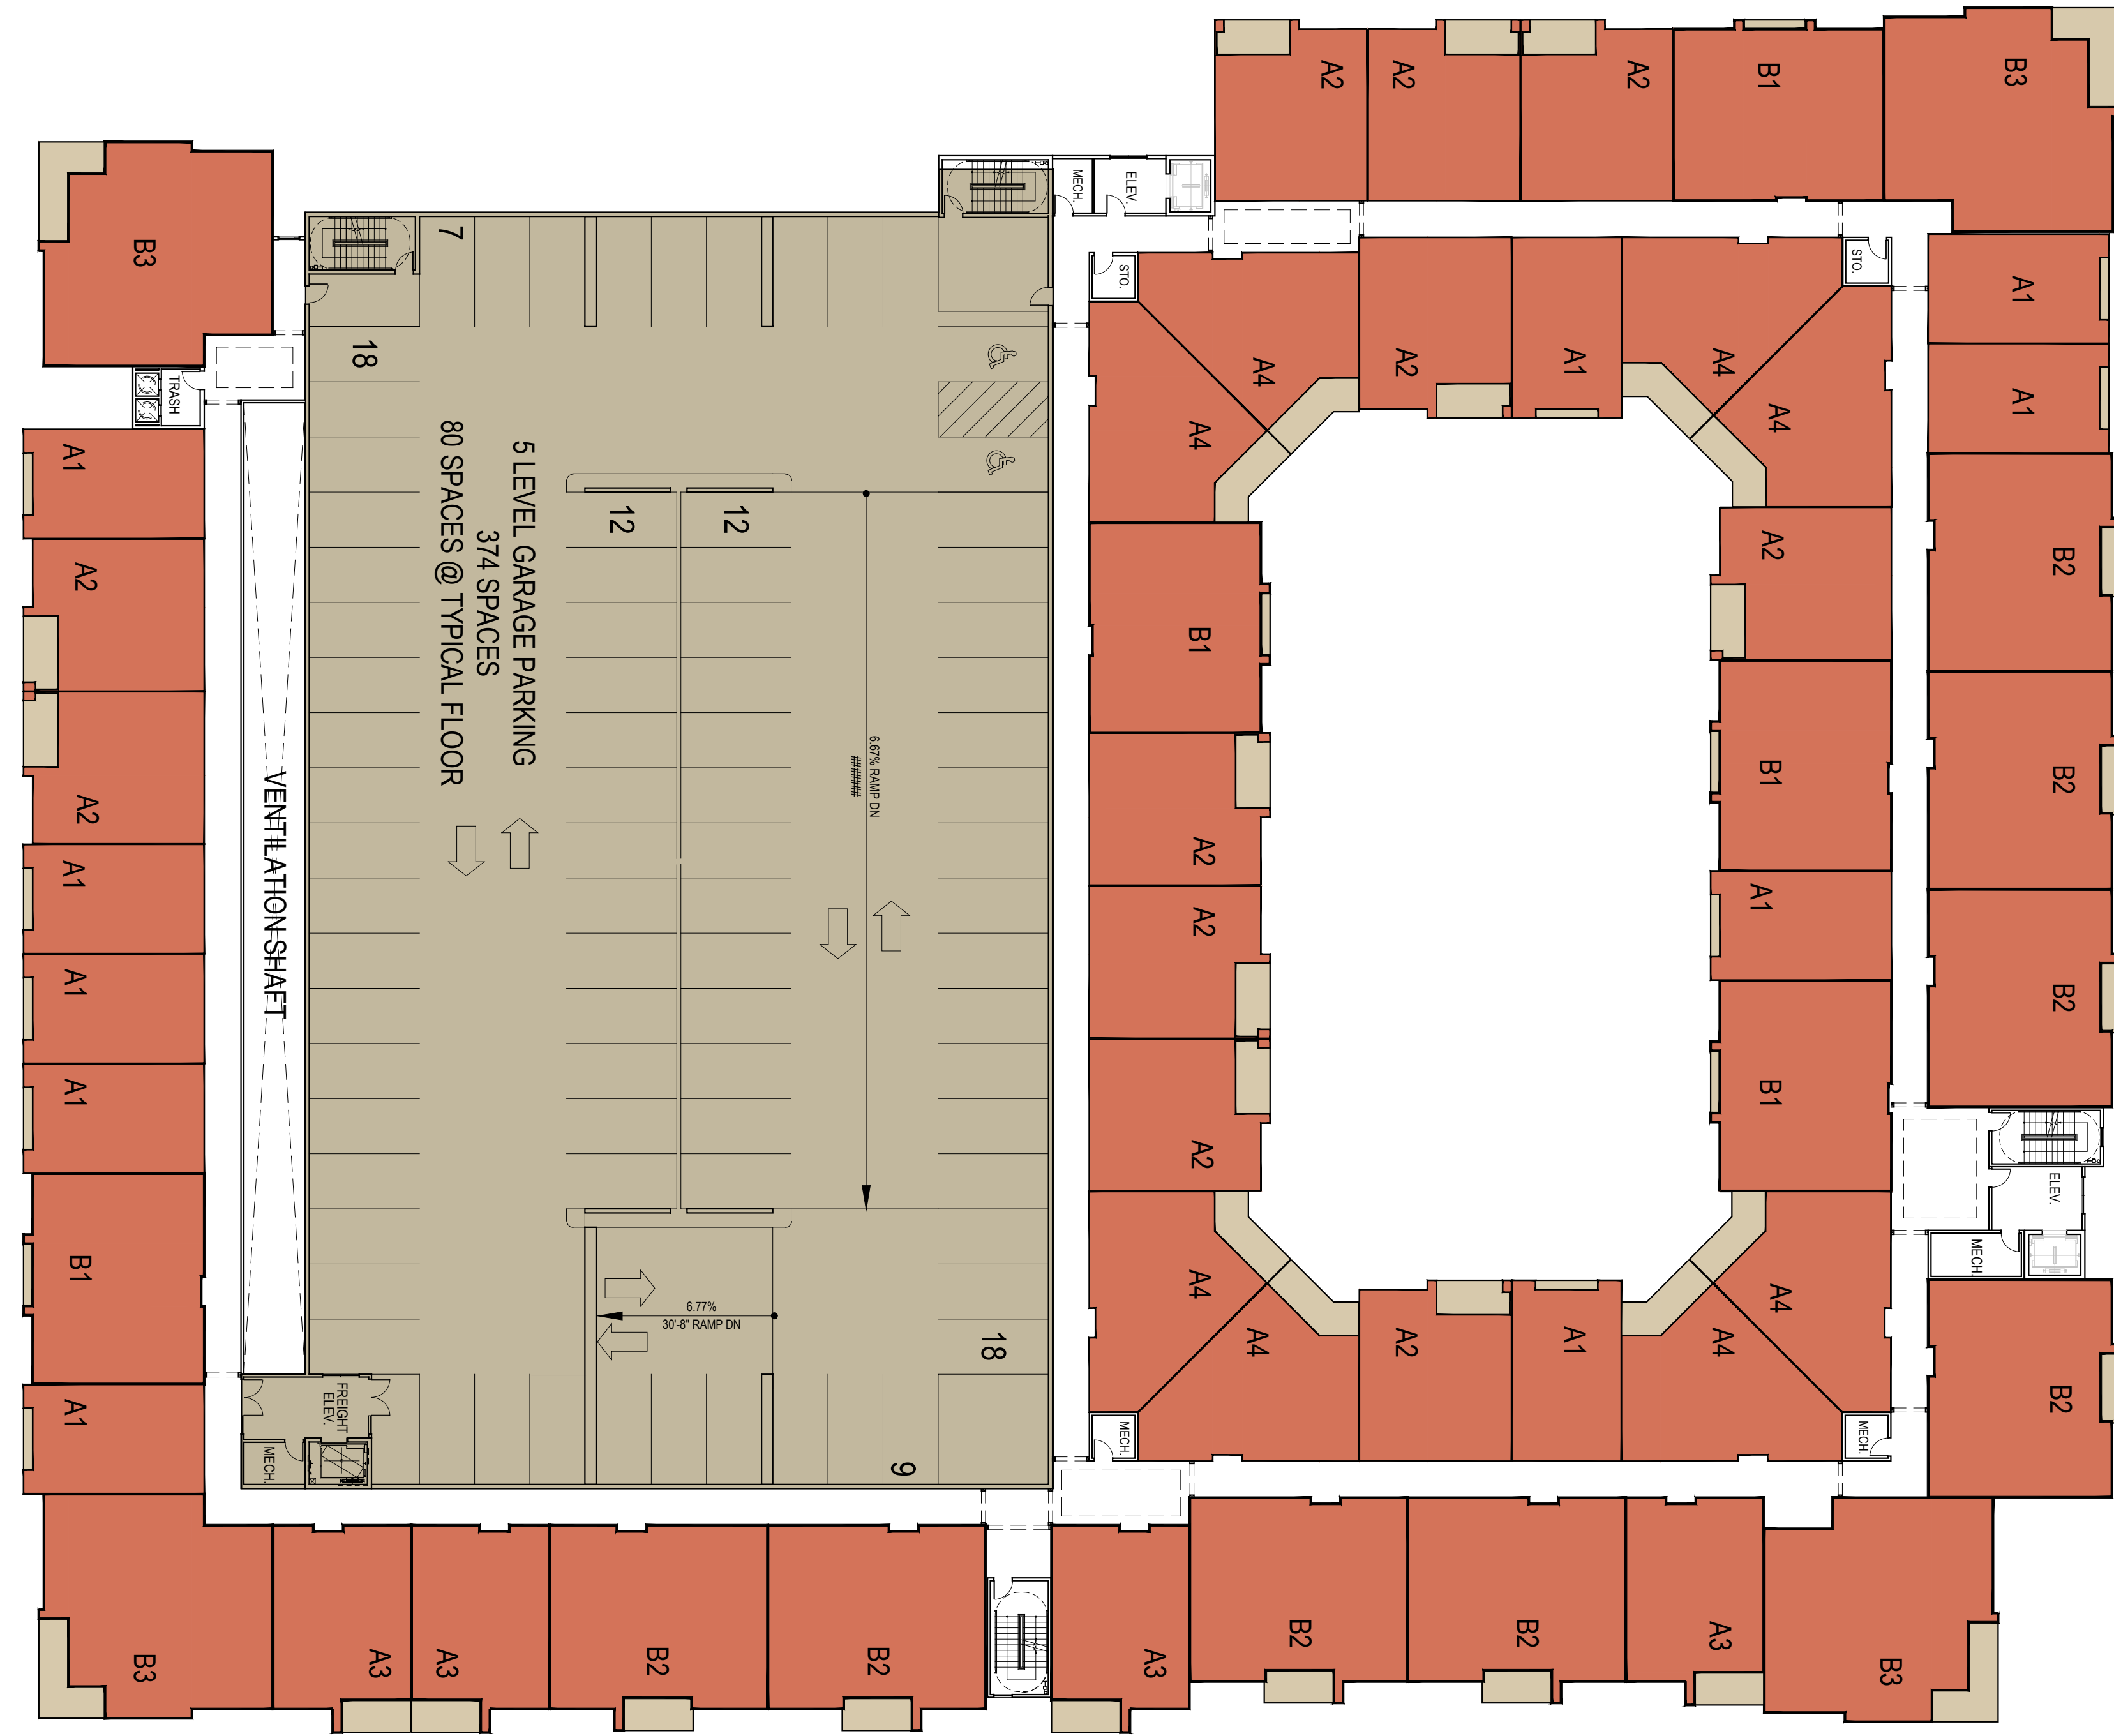 A2
A2
A2
B1
B3
B3
MECH.
ELEV.
STO.
STO.
A1
A1
7
18
TRASH
A4
A4
A2
A1
A4
A4
A1
A2
A2
A1
A1
A1
B1
A1
VENTILATION SHAFT
5 LEVEL GARAGE PARKING
374 SPACES
80 SPACES @ TYPICAL FLOOR
12
12
6.67% RAMP DN
########
B1
A2
A2
A2
A2
B1
A1
B1
B2
B2
B2
ELEV.
MECH.
B2
6.77%
30'-8" RAMP DN
18
9
FREIGHT
ELEV.
MECH.
A4
A4
A2
A1
A4
A4
MECH.
MECH.
B3
A3
A3
B2
B2
A3
B2
B2
A3
B3